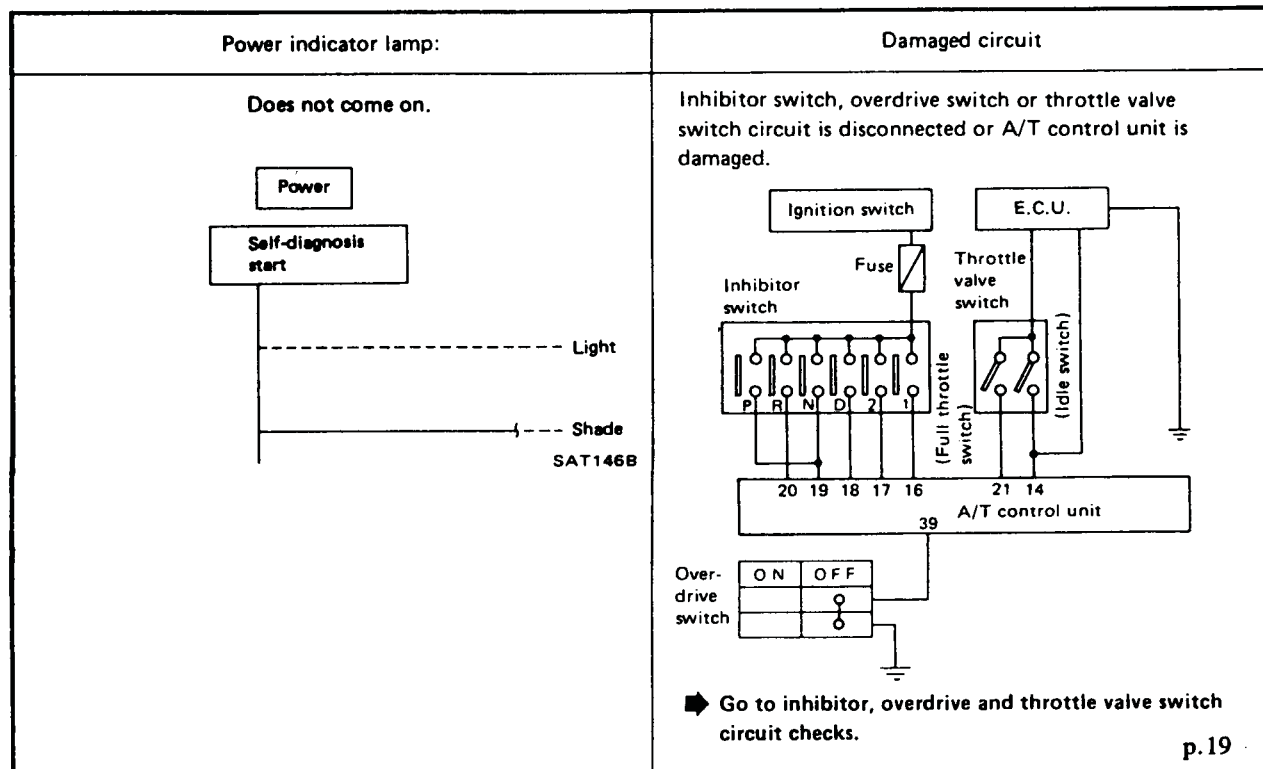 Power indicator lamp:
Damaged circuit
Does not come on.
Power
Self-diagnosis
start
Light
Shade
SAT146B
Inhibitor switch, overdrive switch or throttle valve
switch circuit is disconnected or A/T control unit is
damaged.
Ignition switch
E.C.U.
Fuse
Throttle
valve
switch
Inhibitor
switch
P R N D 2 1
(Full throttle
switch)
(Idle switch)
20 19 18 17 16 21 14
A/T control unit
39
Over-
drive
switch
ON OFF
Go to inhibitor, overdrive and throttle valve switch
circuit checks.
p.19